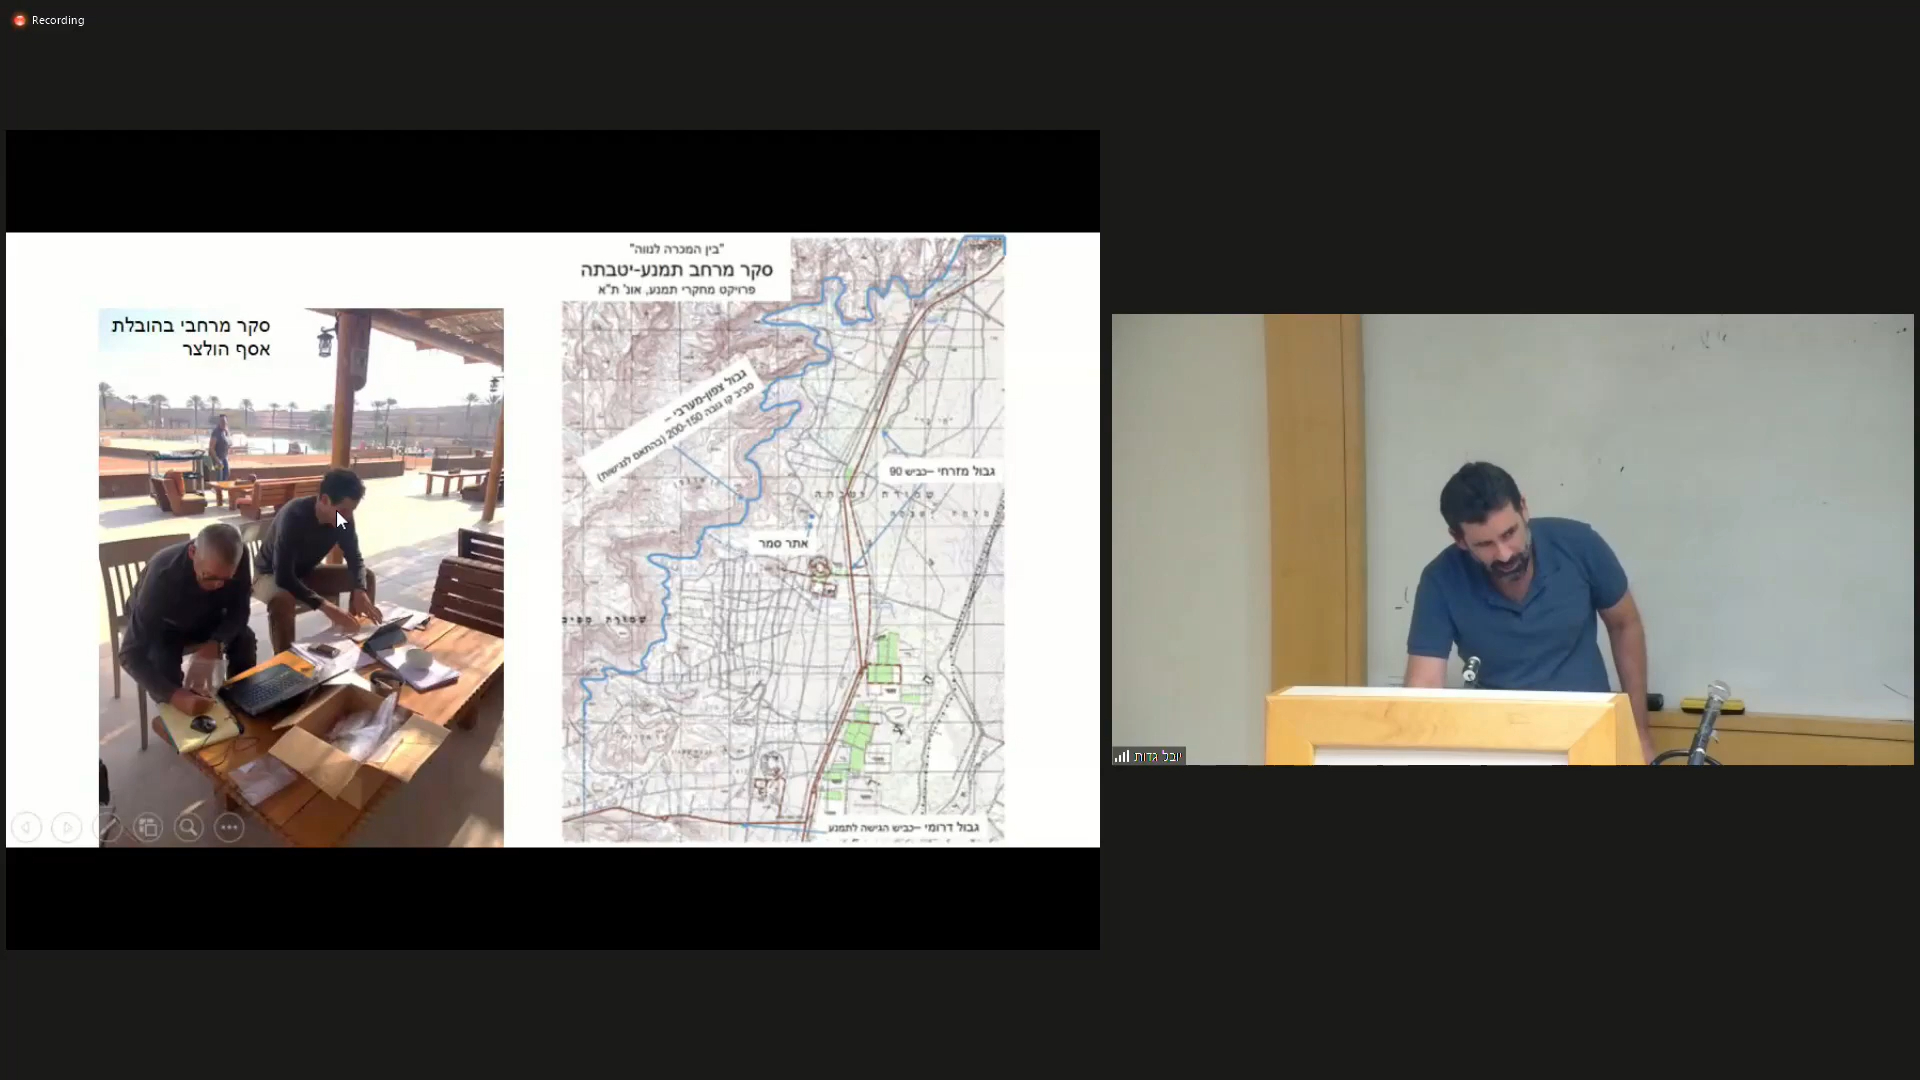 Recording
סקר מרחבי בהובלת
אסף הולצר
"בין המכרה לנווה"
סקר מרחב תמנע-יטבתה
פרויקט מחקרי תמנע, אונ' ת"א
גבול צפון-מערבי –
סביב קו גובה 200-150 (בהתאם לנגישות)
גבול מזרחי –כביש 90
אתר סמר
גבול דרומי –כביש הגישה לתמנע
יובל גדות